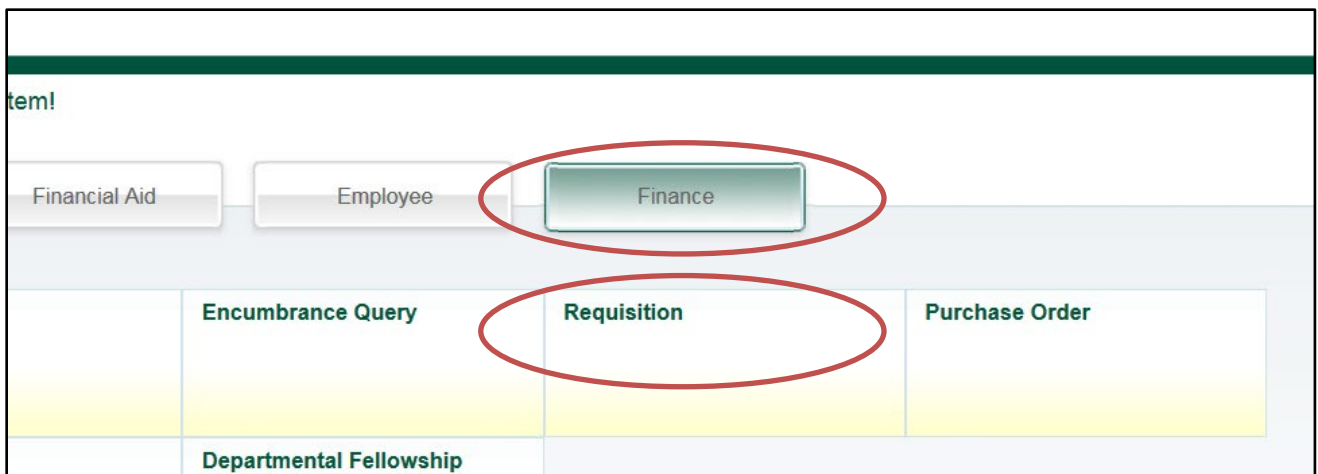 tem!
Financial Aid
Employee
Finance
Encumbrance Query
Requisition
Purchase Order
Departmental Fellowship